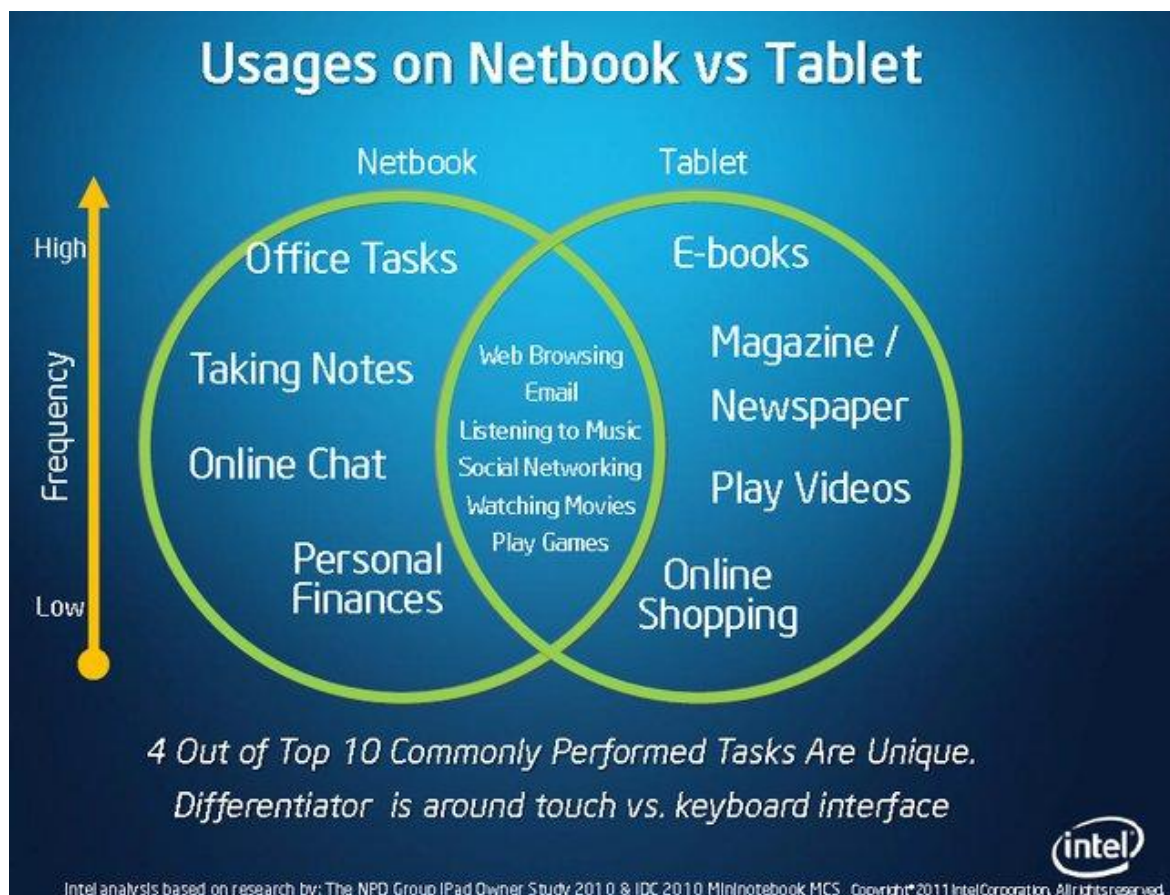 Usages on Netbook vs Tablet
Netbook
Tablet
High
Frequency
Low
Office Tasks
Taking Notes
Online Chat
Personal
Finances
Web Browsing
Email
Listening to Music
Social Networking
Watching Movies
Play Games
E-books
Magazine /
Newspaper
Play Videos
Online
Shopping
4 Out of Top 10 Commonly Performed Tasks Are Unique.
Differentiator is around touch vs. keyboard interface
intel
Intel analysis based on research by: The NPD Group iPad Owner Study 2010 & IDC 2010 Mininotebook MCS Copyright© 2011 Intel Corporation. All rights reserved